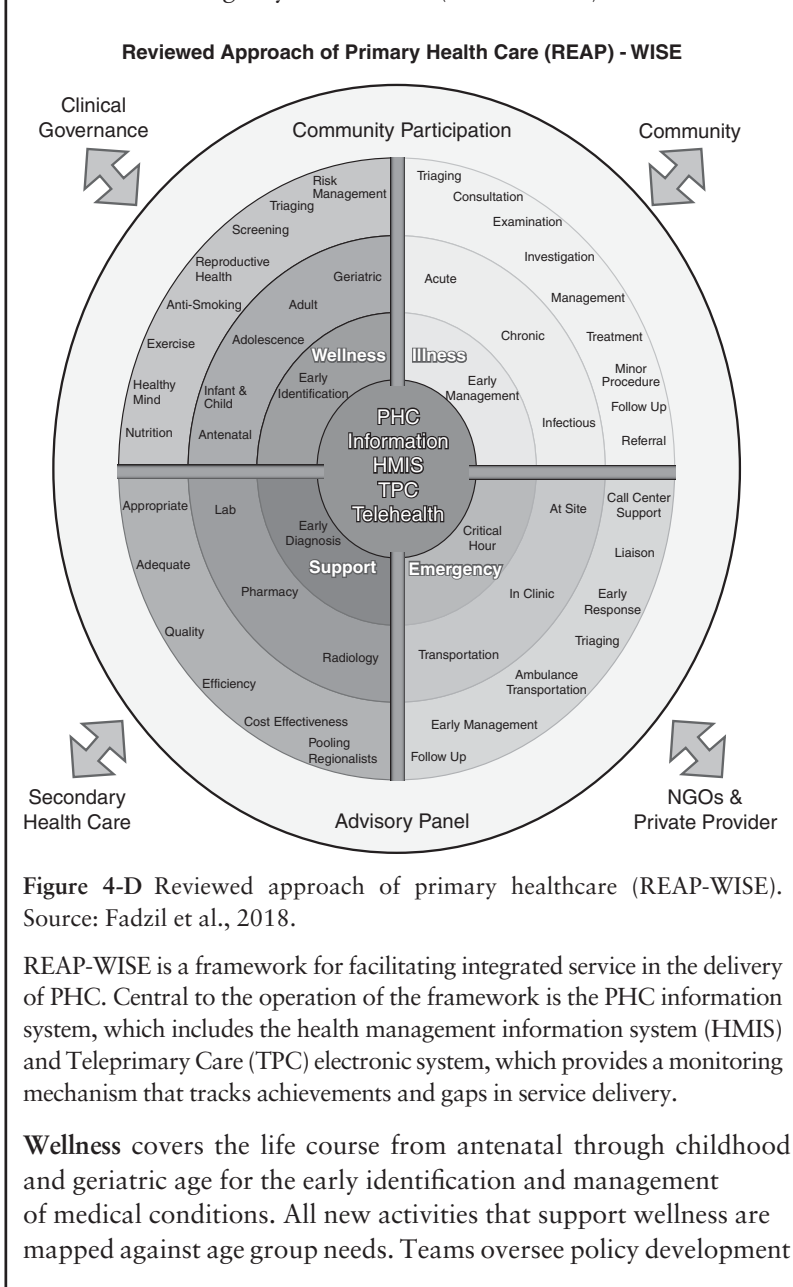 Reviewed Approach of Primary Health Care (REAP) - WISE
Clinical
Governance
Community Participation
Community
Risk
Management
Triaging
Screening
Reproductive
Health
Anti-Smoking
Exercise
Healthy
Mind
Nutrition
Geriatric
Adult
Adolescence
Infant &
Child
Antenatal
Wellness
Early
Identification
Triaging
Consultation
Examination
Investigation
Management
Treatment
Minor
Procedure
Follow Up
Referral
Acute
Chronic
Infectious
Illness
Early
Management
PHC
Information
HMIS
TPC
Telehealth
Appropriate
Adequate
Quality
Efficiency
Cost Effectiveness
Pooling
Regionalists
Lab
Pharmacy
Radiology
Early
Diagnosis
Support
Critical
Hour
Emergency
At Site
In Clinic
Transportation
Call Center
Support
Liaison
Early
Response
Triaging
Ambulance
Transportation
Early Management
Follow Up
Secondary
Health Care
Advisory Panel
NGOs &
Private Provider
Figure 4-D Reviewed approach of primary healthcare (REAP-WISE).
Source: Fadzil et al., 2018.
REAP-WISE is a framework for facilitating integrated service in the delivery
of PHC. Central to the operation of the framework is the PHC information
system, which includes the health management information system (HMIS)
and Teleprimary Care (TPC) electronic system, which provides a monitoring
mechanism that tracks achievements and gaps in service delivery.
Wellness covers the life course from antenatal through childhood
and geriatric age for the early identification and management
of medical conditions. All new activities that support wellness are
mapped against age group needs. Teams oversee policy development